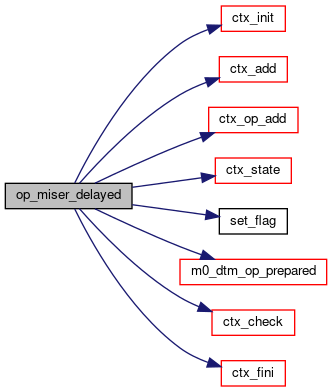 ctx_init
ctx_add
ctx_op_add
ctx_state
op_miser_delayed
set_flag
m0_dtm_op_prepared
ctx_check
ctx_fini